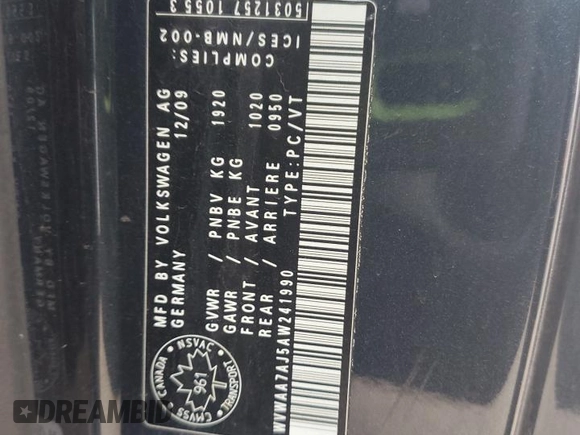 MFD BY VOLKSWAGEN AG
GERMANY 12/09
GVWR / PNBV KG 1920
GAWR / PNBE KG
FRONT / AVANT 1020
REAR / ARRIERE 0950
WVWAA7AJ5AW241990 TYPE:PC/VT
COMPLIES:
ICES/NMB-002
5031257 1055 3
CANADA
NSVAC
TRANSPORT
CMVSS
961
DREAMBID